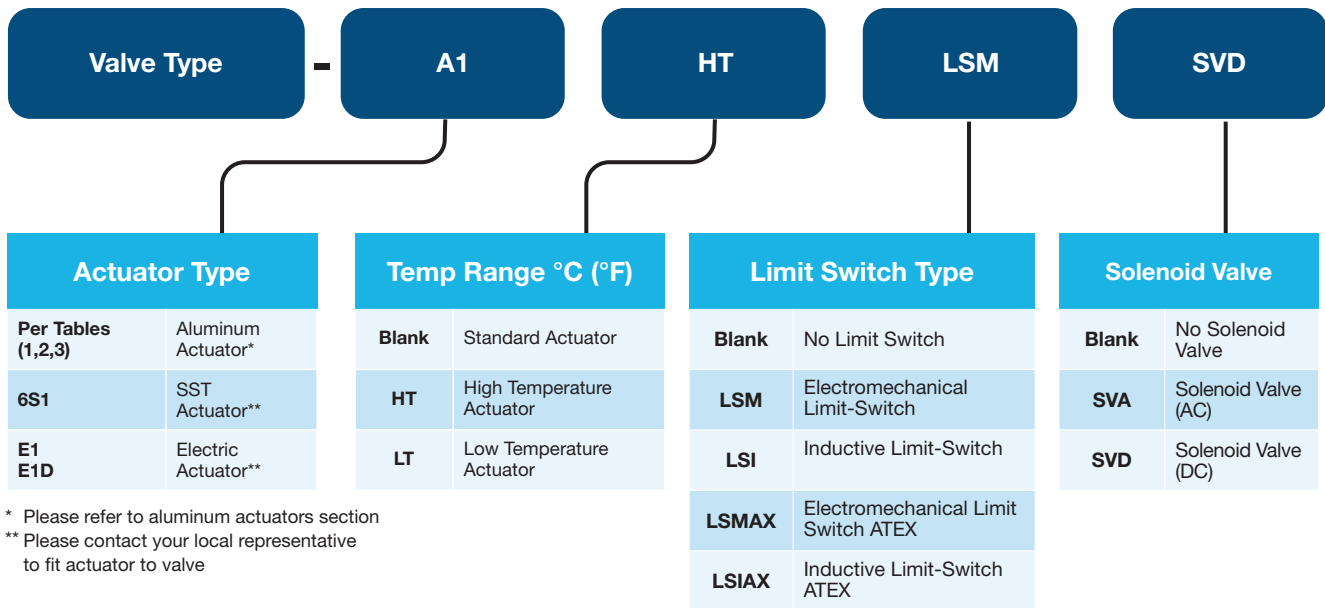 Valve Type - A1 HT LSM SVD
Actuator Type
Per Tables
(1,2,3)
Aluminum
Actuator*
6S1
SST
Actuator**
E1
E1D
Electric
Actuator**
* Please refer to aluminum actuators section
** Please contact your local representative
to fit actuator to valve
Temp Range °C (°F)
Blank
Standard Actuator
HT
High Temperature
Actuator
LT
Low Temperature
Actuator
Limit Switch Type
Blank
No Limit Switch
LSM
Electromechanical
Limit-Switch
LSI
Inductive Limit-Switch
LSMAX
Electromechanical Limit
Switch ATEX
LSIAX
Inductive Limit-Switch
ATEX
Solenoid Valve
Blank
No Solenoid
Valve
SVA
Solenoid Valve
(AC)
SVD
Solenoid Valve
(DC)